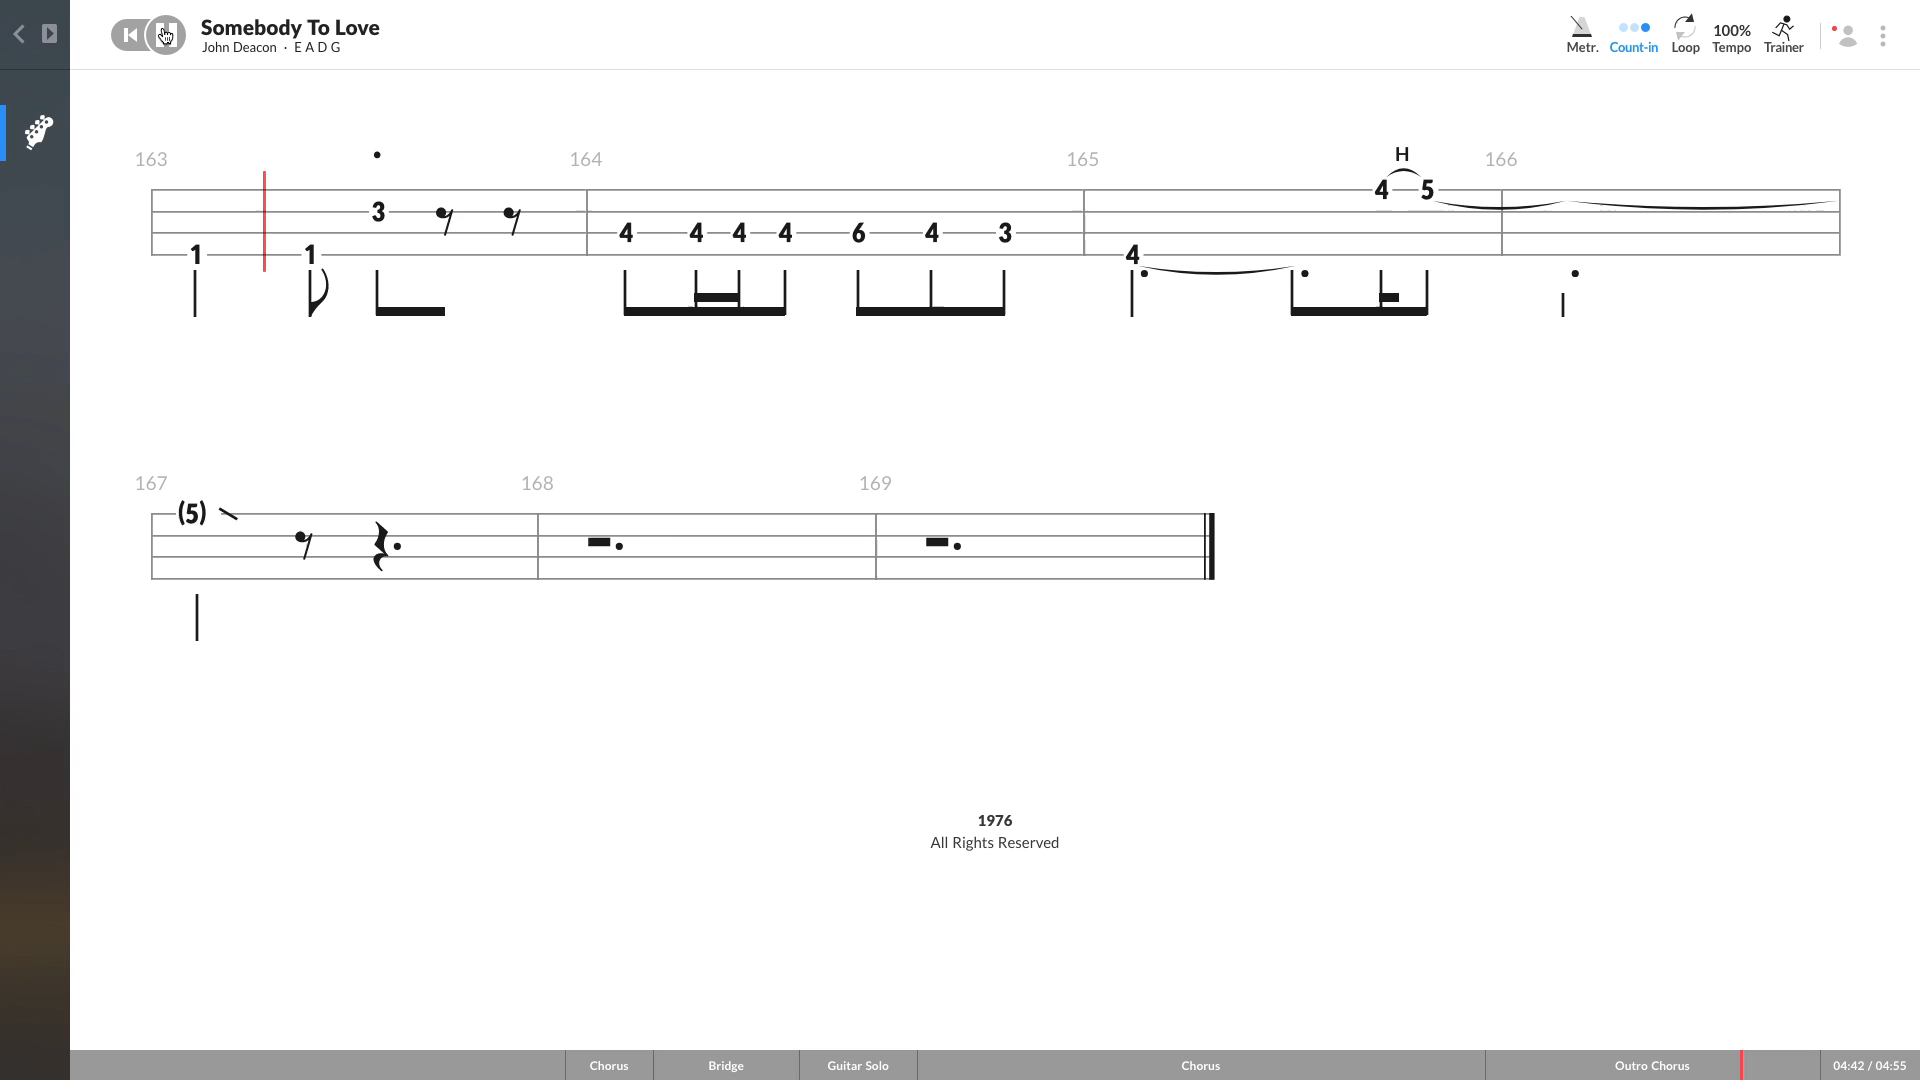 Somebody To Love
John Deacon · E A D G
Metr.
Count-in
Loop
100%
Tempo
Trainer
163
164
165
H
166
4 5
3
4 4 4 4 6 4 3
1 1
4
167
168
169
(5)
1976
All Rights Reserved
Chorus
Bridge
Guitar Solo
Chorus
Outro Chorus
04:42 / 04:55